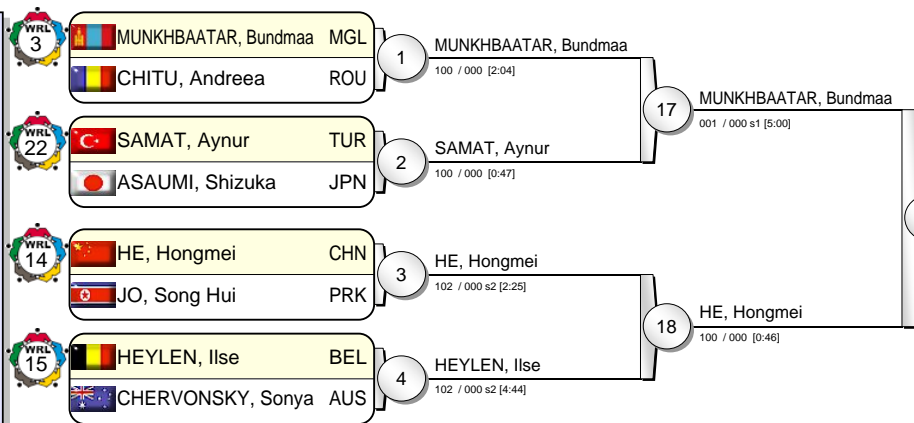 WRL
3
MUNKHBAATAR, Bundmaa MGL
CHITU, Andreea ROU
1
MUNKHBAATAR, Bundmaa
100 / 000 [2:04]
WRL
22
SAMAT, Aynur TUR
ASAUMI, Shizuka JPN
2
SAMAT, Aynur
100 / 000 [0:47]
17
MUNKHBAATAR, Bundmaa
001 / 000 s1 [5:00]
WRL
14
HE, Hongmei CHN
JO, Song Hui PRK
3
HE, Hongmei
102 / 000 s2 [2:25]
WRL
15
HEYLEN, Ilse BEL
CHERVONSKY, Sonya AUS
4
HEYLEN, Ilse
102 / 000 s2 [4:44]
18
HE, Hongmei
100 / 000 [0:46]